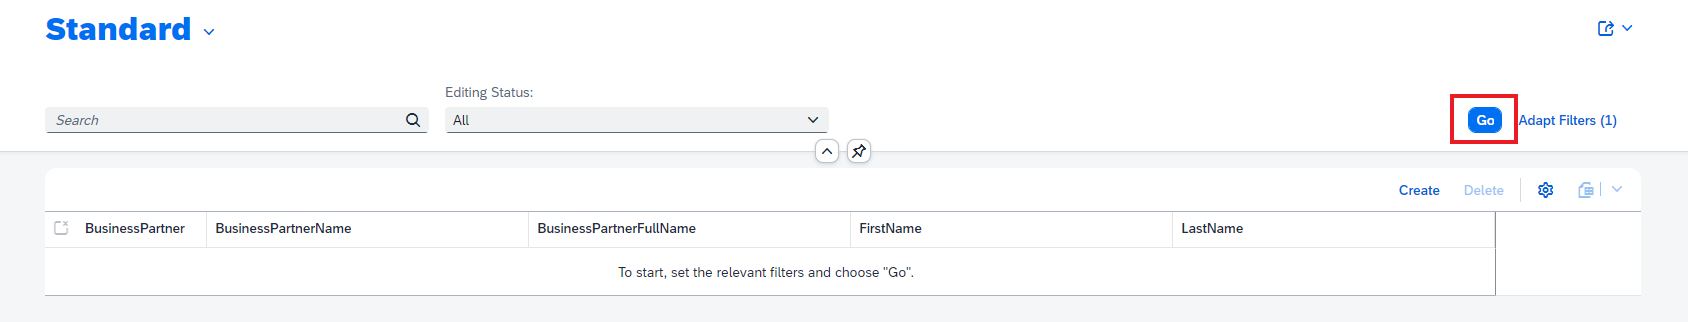 Standard
Editing Status:
Search
All
Go
Adapt Filters (1)
Create
Delete
BusinessPartner
BusinessPartnerName
BusinessPartnerFullName
FirstName
LastName
To start, set the relevant filters and choose "Go".